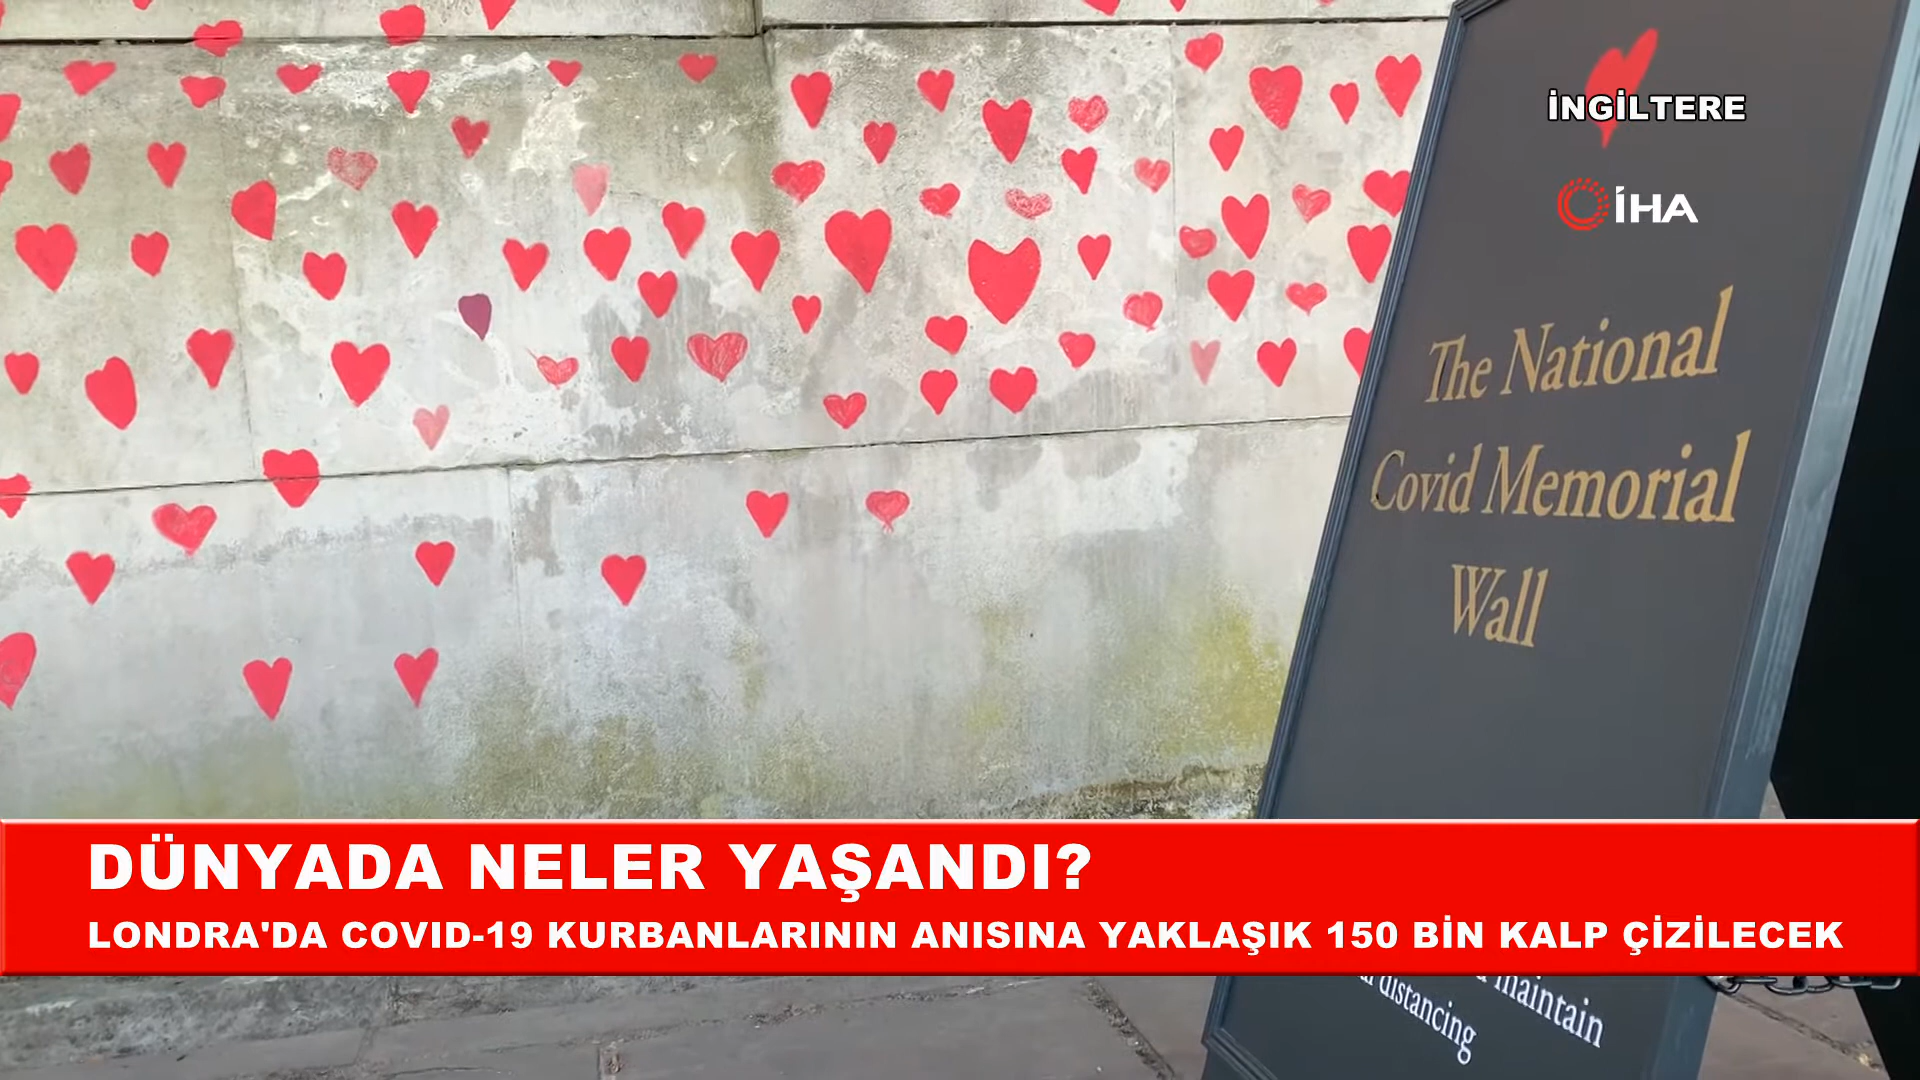 İNGİLTERE
İHA
The National
Covid Memorial
Wall
DÜNYADA NELER YAŞANDI?
LONDRA'DA COVID-19 KURBANLARININ ANISINA YAKLAŞIK 150 BİN KALP ÇİZİLECEK
maintain
distancing